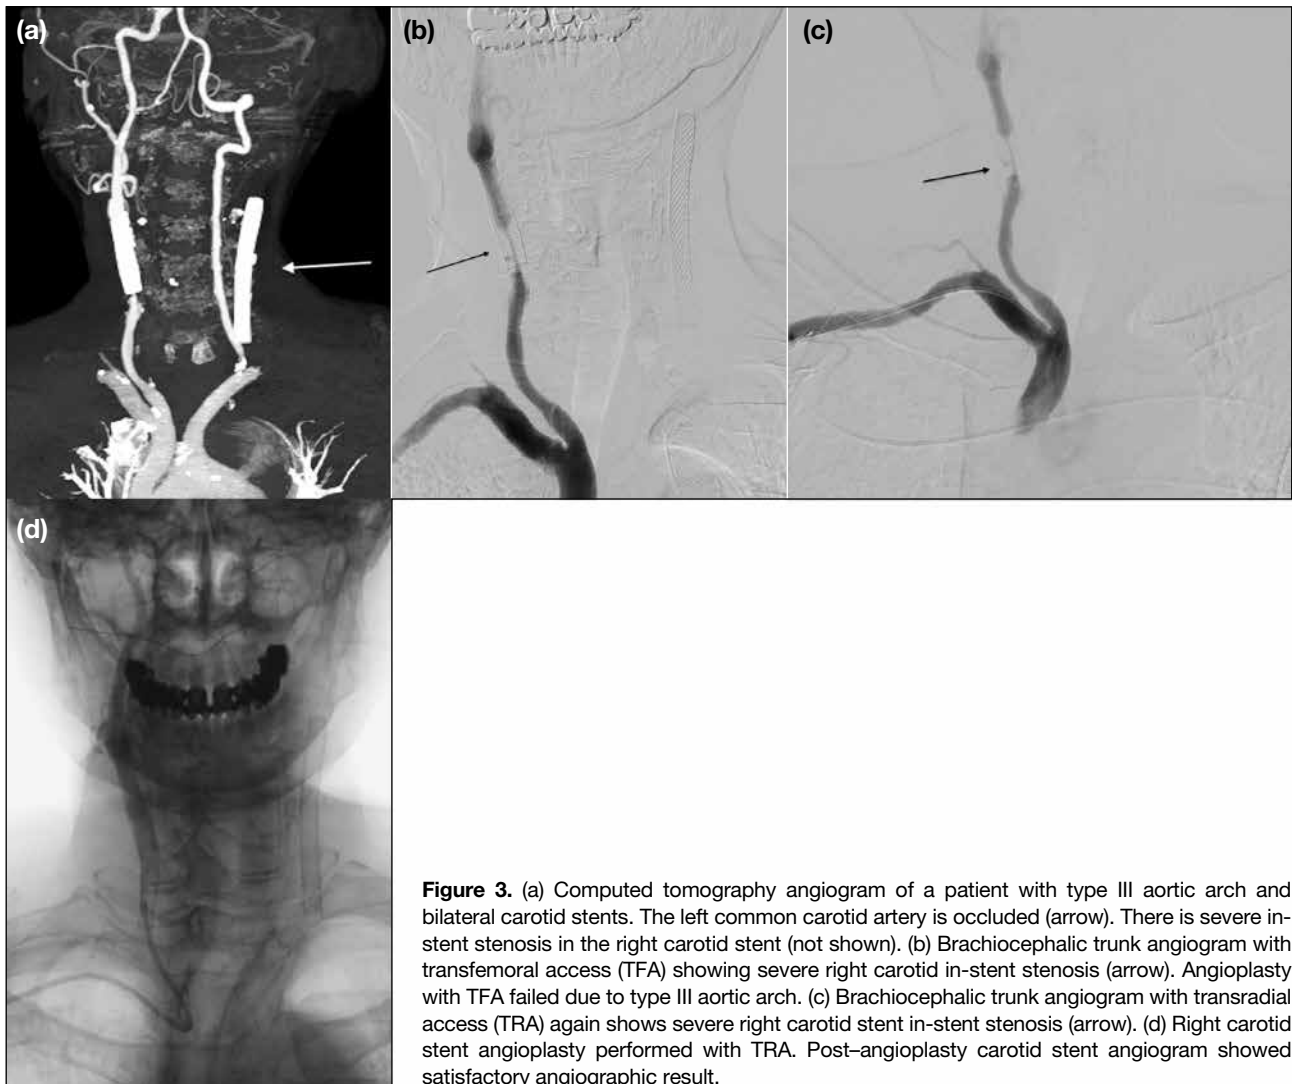 (a)
(b)
(c)
(d)
Figure 3. (a) Computed tomography angiogram of a patient with type III aortic arch and
bilateral carotid stents. The left common carotid artery is occluded (arrow). There is severe in-
stent stenosis in the right carotid stent (not shown). (b) Brachiocephalic trunk angiogram with
transfemoral access (TFA) showing severe right carotid in-stent stenosis (arrow). Angioplasty
with TFA failed due to type III aortic arch. (c) Brachiocephalic trunk angiogram with transradial
access (TRA) again shows severe right carotid stent in-stent stenosis (arrow). (d) Right carotid
stent angioplasty performed with TRA. Post–angioplasty carotid stent angiogram showed
satisfactory angiographic result.